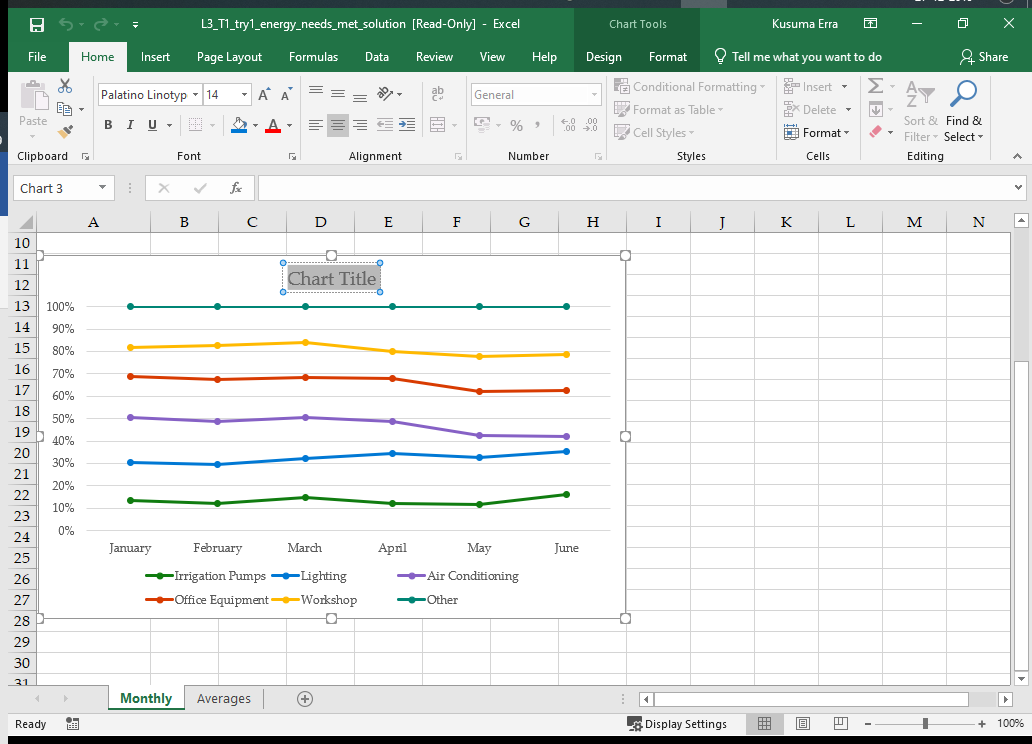 L3_T1_try1_energy_needs_met_solution [Read-Only] - Excel
Chart Tools
Kusuma Erra
File Home Insert Page Layout Formulas Data Review View Help Design Format Tell me what you want to do Share
Paste
Palatino Linotyp 14
General
Conditional Formatting
Format as Table
Cell Styles
Insert
Delete
Format
Sort & Filter
Find & Select
B I U
Clipboard Font Alignment Number Styles Cells Editing
Chart 3 fx
A B C D E F G H I J K L M N
10
11
12
13
14
15
16
17
18
19
20
21
22
23
24
25
26
27
28
29
30
31
Chart Title
100%
90%
80%
70%
60%
50%
40%
30%
20%
10%
0%
January February March April May June
Irrigation Pumps Lighting Air Conditioning
Office Equipment Workshop Other
Monthly Averages
Ready Display Settings 100%